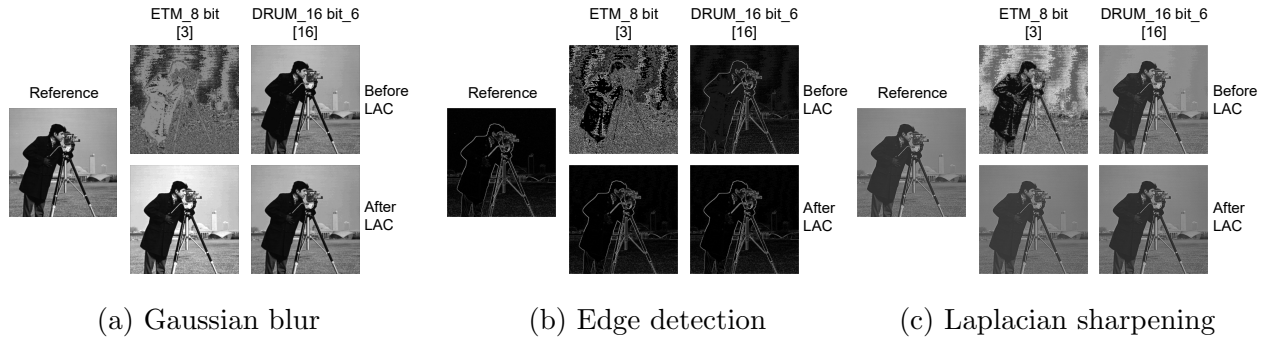 ETM_8 bit
[3]
DRUM_16 bit_6
[16]
Reference
Before
LAC
After
LAC
(a) Gaussian blur
ETM_8 bit
[3]
DRUM_16 bit_6
[16]
Reference
Before
LAC
After
LAC
(b) Edge detection
ETM_8 bit
[3]
DRUM_16 bit_6
[16]
Reference
Before
LAC
After
LAC
(c) Laplacian sharpening